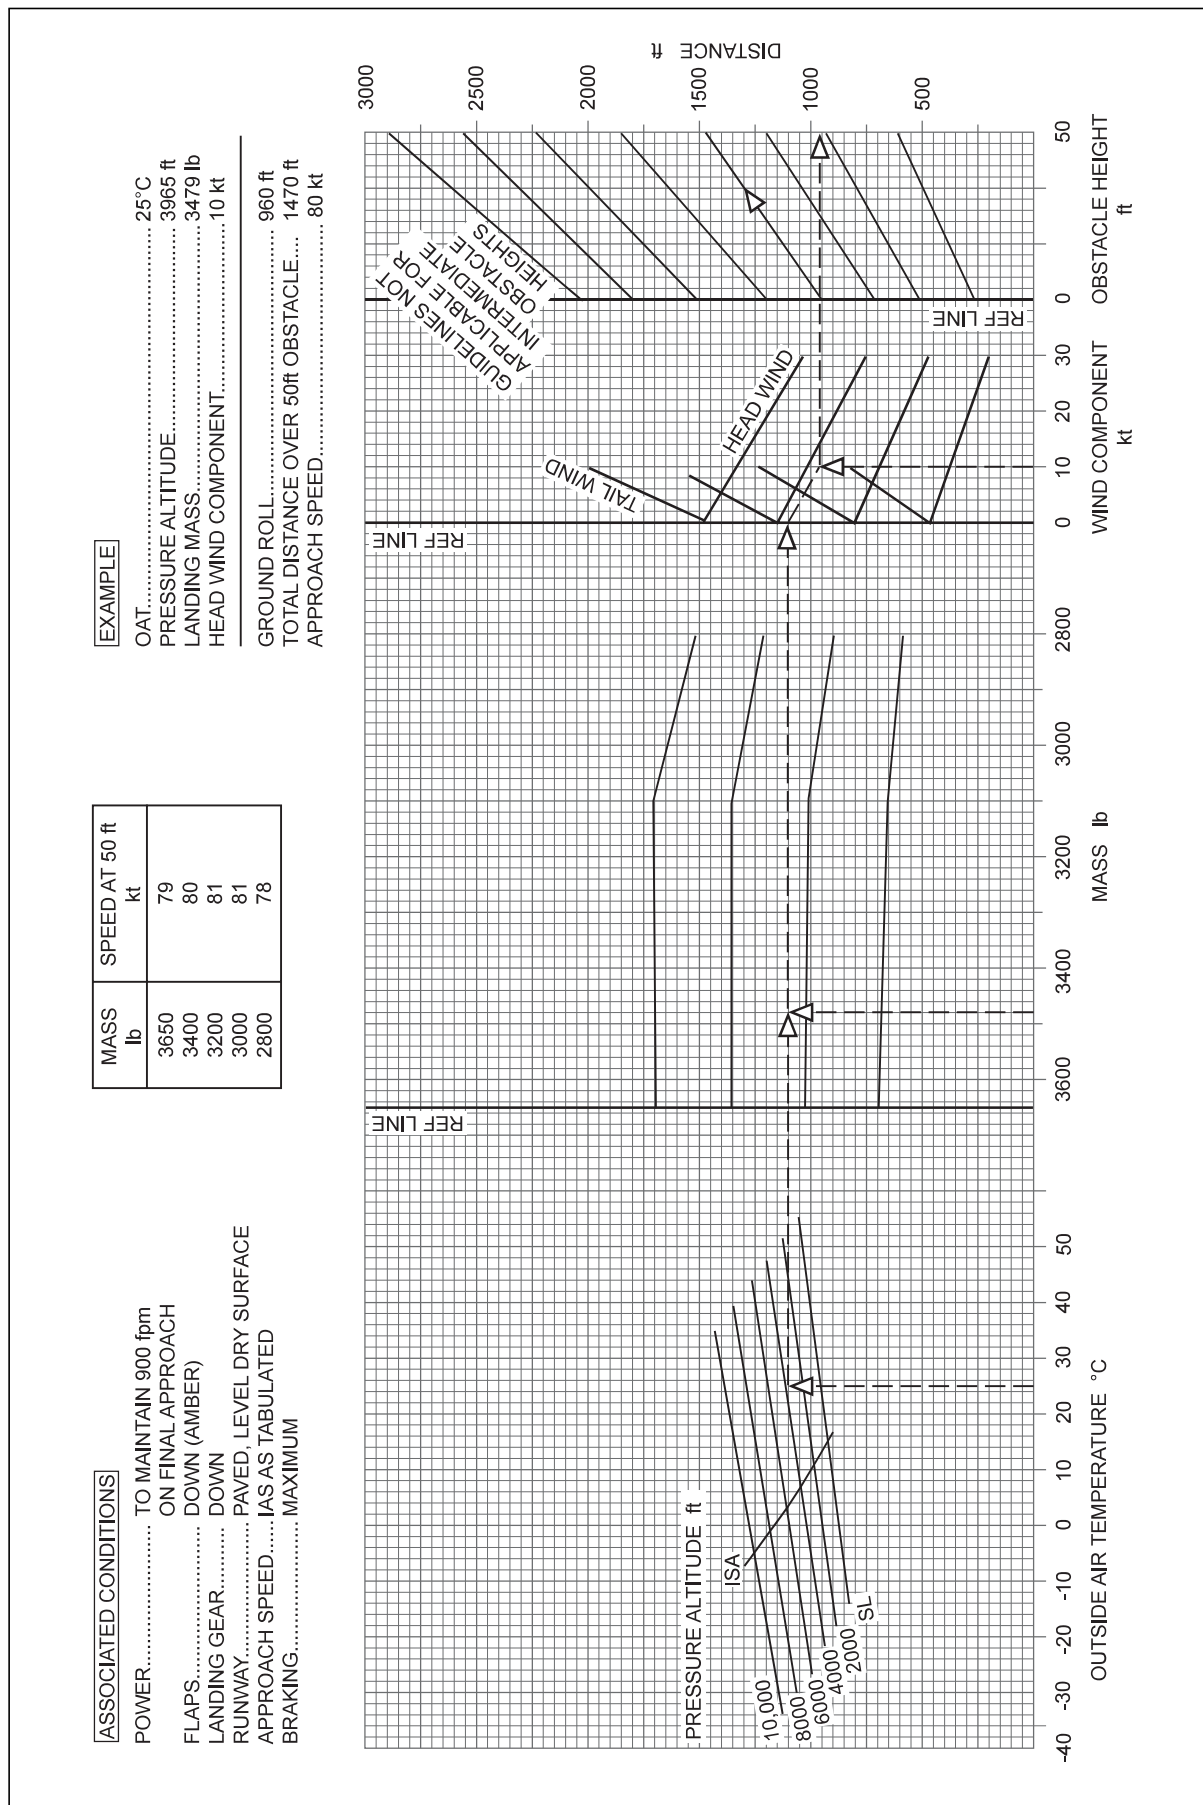 ASSOCIATED CONDITIONS
POWER.......................... TO MAINTAIN 900 fpm
ON FINAL APPROACH
FLAPS............................ DOWN (AMBER)
LANDING GEAR............ DOWN
RUNWAY...................... PAVED, LEVEL DRY SURFACE
APPROACH SPEED..... IAS AS TABULATED
BRAKING...................... MAXIMUM
MASS SPEED AT 50 ft
lb kt
3650 79
3400 80
3200 81
3000 81
2800 78
EXAMPLE
OAT.................................... 25°C
PRESSURE ALTITUDE.................... 3965 ft
LANDING MASS.......................... 3479 lb
HEAD WIND COMPONENT.................... 10 kt
GROUND ROLL............................ 960 ft
TOTAL DISTANCE OVER 50ft OBSTACLE.... 1470 ft
APPROACH SPEED......................... 80 kt
REF LINE
REF LINE
REF LINE
GUIDELINES NOT
APPLICABLE FOR
INTERMEDIATE
OBSTACLE
HEIGHTS
TAIL WIND
HEAD WIND
PRESSURE ALTITUDE ft
ISA
10,000
8000
6000
4000
2000
SL
3000
2500
2000
1500
1000
500
DISTANCE ft
-40 -30 -20 -10 0 10 20 30 40 50
OUTSIDE AIR TEMPERATURE °C
3600 3400 3200 3000 2800
MASS lb
0 10 20 30
WIND COMPONENT
kt
0 50
OBSTACLE HEIGHT
ft